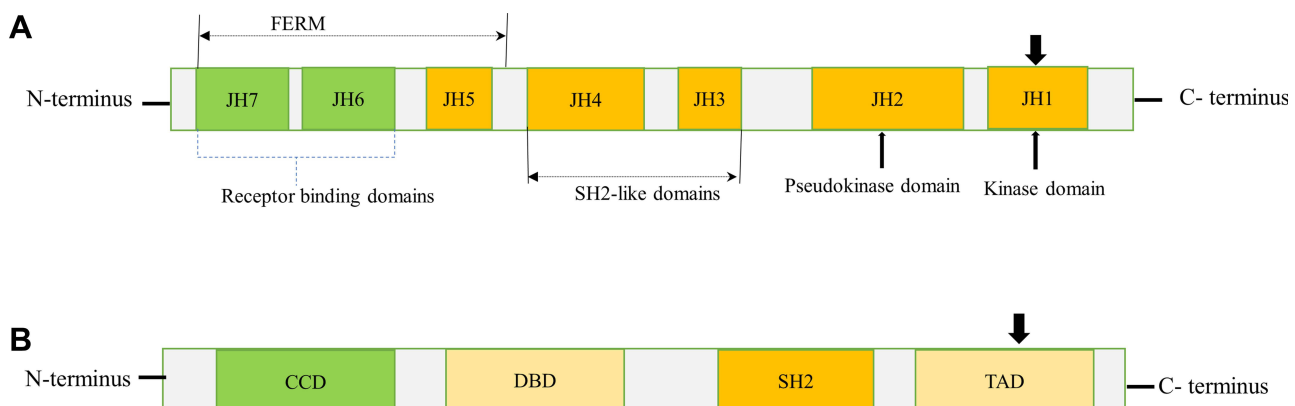 A
FERM
N-terminus
JH7
JH6
JH5
JH4
JH3
JH2
JH1
C- terminus
Receptor binding domains
SH2-like domains
Pseudokinase domain
Kinase domain
B
N-terminus
CCD
DBD
SH2
TAD
C- terminus